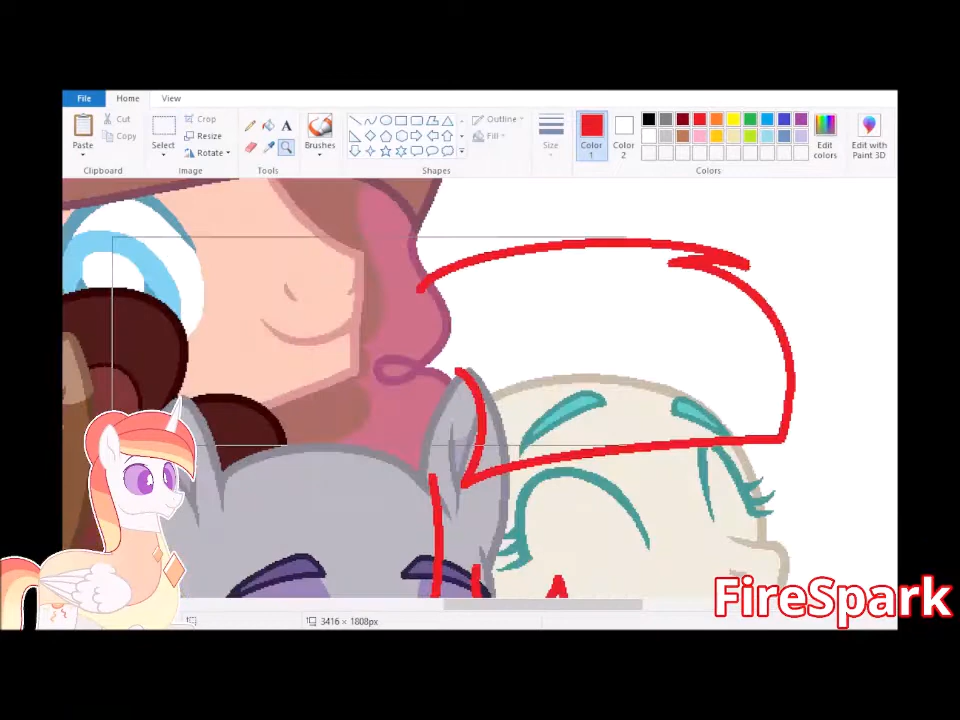 File Home View
Cut
Copy
Paste
Clipboard
Select
Crop
Resize
Rotate
Image
Tools
Brushes
Outline
Fill
Shapes
Size
Color 1
Color 2
Edit colors
Edit with Paint 3D
Colors
FireSpark
3416 × 1808px